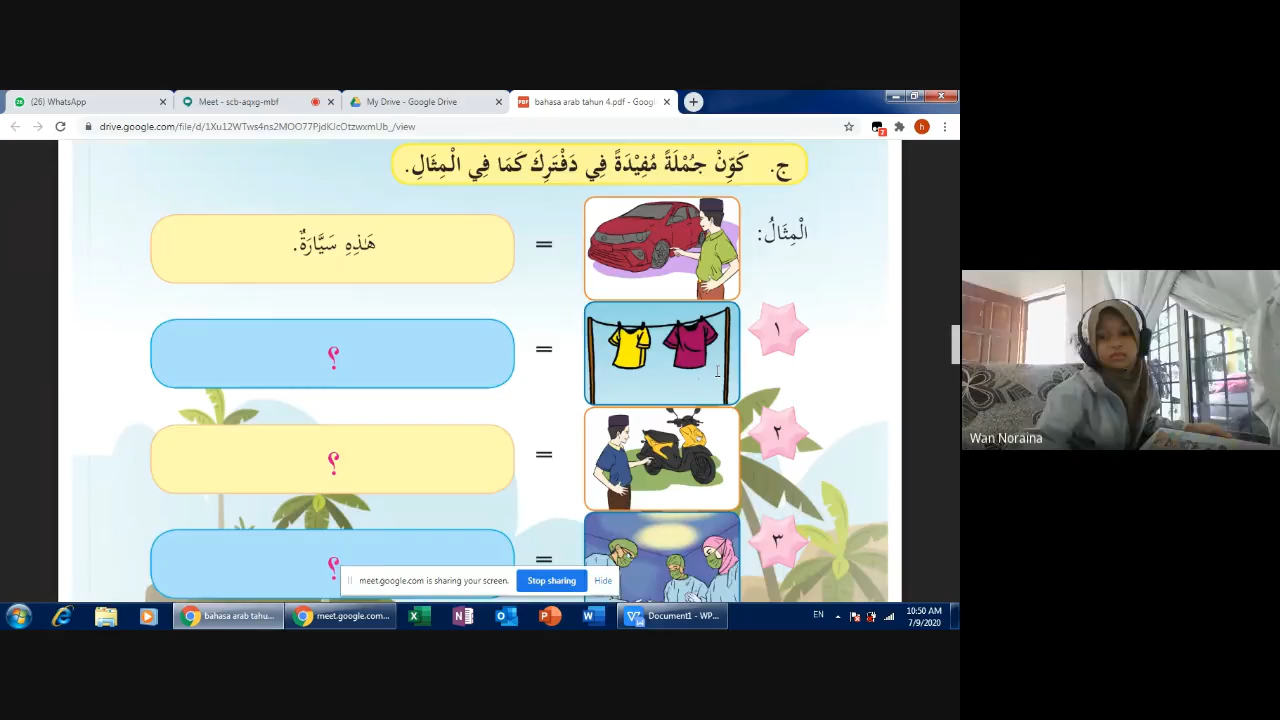 (26) WhatsApp
Meet - scb-aqxg-mbf
My Drive - Google Drive
bahasa arab tahun 4.pdf - Googl
drive.google.com/file/d/1Xu12WTws4ns2MOO77PjdKJcOtzwxmUb_/view
7
h
ج. كَوِّنْ جُمْلَةً مُفِيْدَةً فِي دَفْتَرِكَ كَمَا فِي الْمِثَالِ.
الْمِثَالُ:
=
هَـٰذِهِ سَيَّارَةٌ.
١
=
؟
٢
=
؟
٣
=
؟
meet.google.com is sharing your screen.
Stop sharing
Hide
Wan Noraina
bahasa arab tahu...
meet.google.com...
Document1 - WP...
EN
10:50 AM
7/9/2020